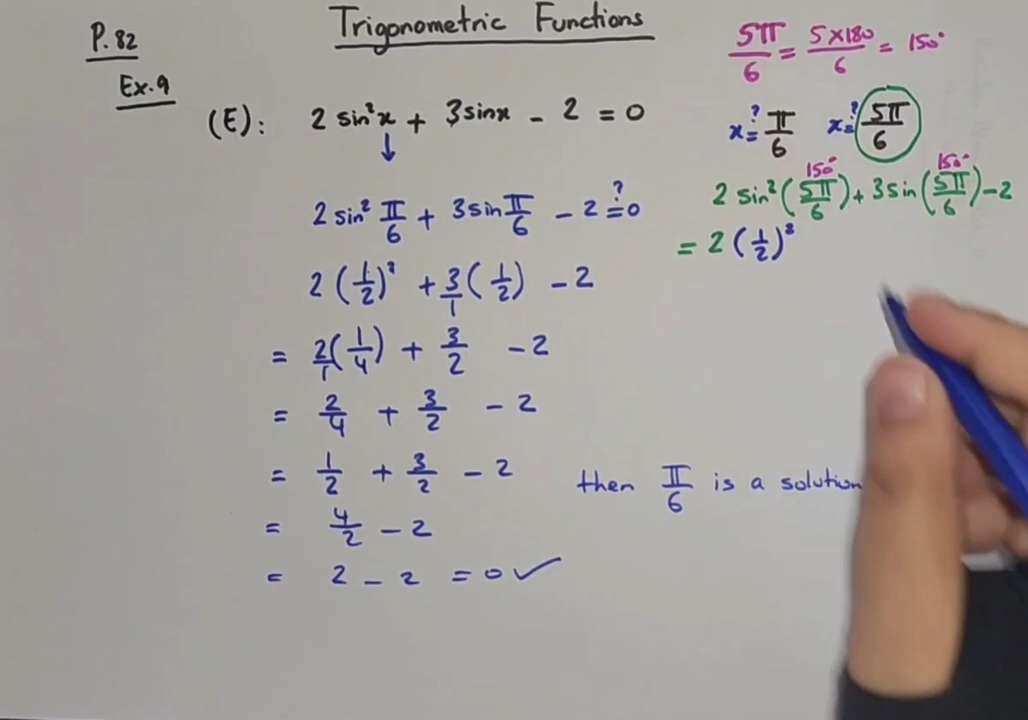 Trigonometric Functions
P.82
Ex.9
(E): 2 sin²x + 3sinx - 2 = 0
2 sin² π/6 + 3sin π/6 - 2 =? 0
2 (1/2)² + 3/1 (1/2) - 2
= 2/1 (1/4) + 3/2 - 2
= 2/4 + 3/2 - 2
= 1/2 + 3/2 - 2
= 4/2 - 2
= 2 - 2 = 0 ✓
then π/6 is a solution
5π/6 = 5×180/6 = 150°
x =? π/6 x =? 5π/6
150° 150°
2 sin² (5π/6) + 3sin (5π/6) - 2
= 2 (1/2)²